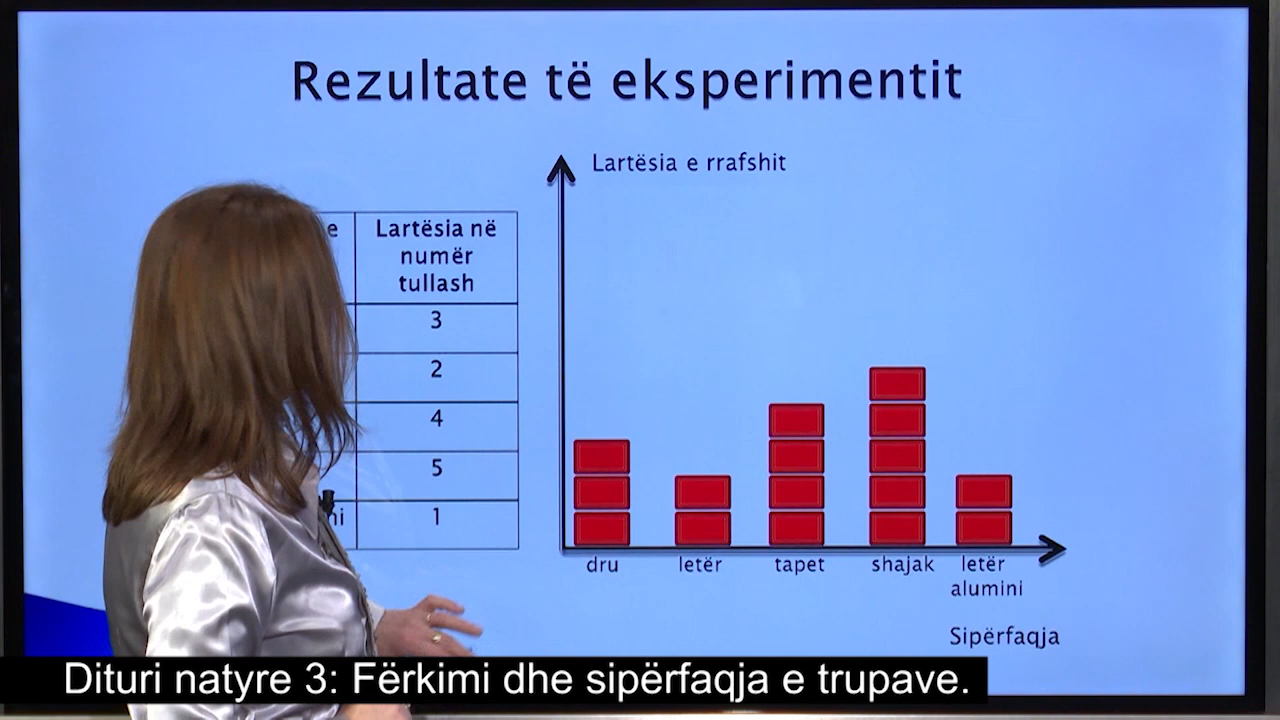 Rezultate të eksperimentit
Lartësia e rrafshit
Lartësia në
numër
tullash
3
2
4
5
1
dru
letër
tapet
shajak
letër
alumini
Sipërfaqja
Dituri natyre 3: Fërkimi dhe sipërfaqja e trupave.